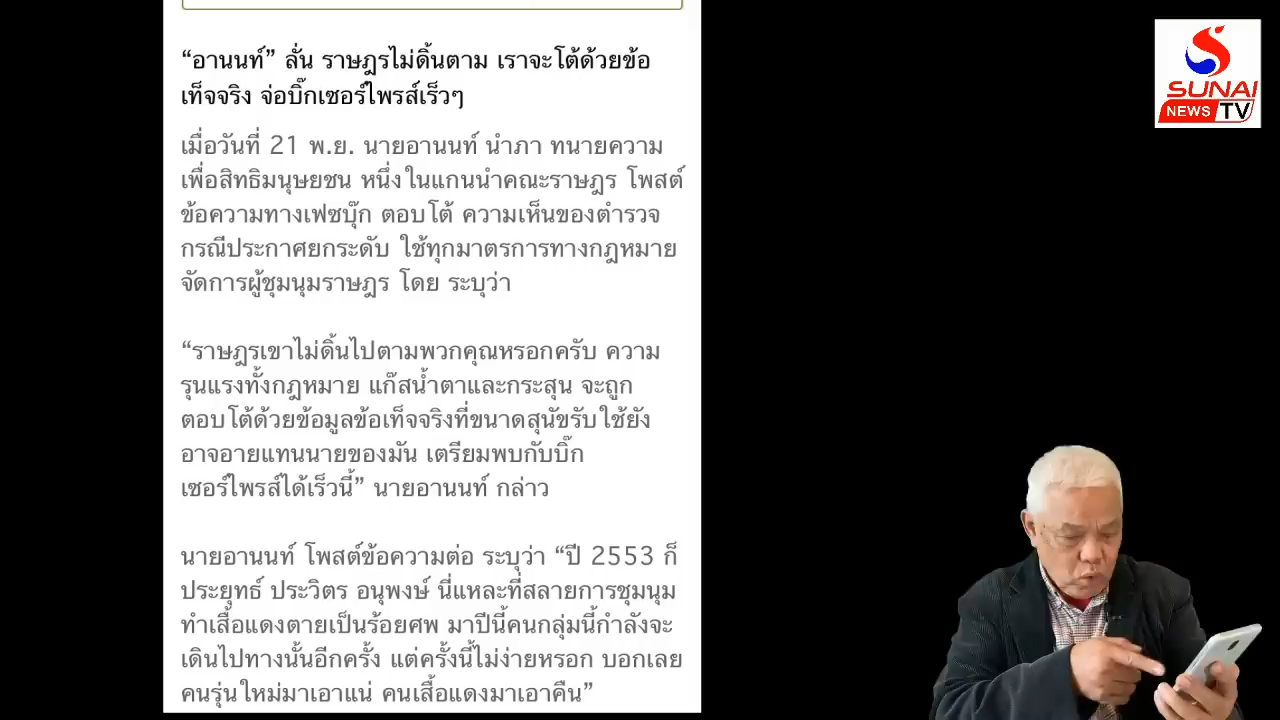 “อานนท์” ลั่น ราษฎรไม่ดิ้นตาม เราจะโต้ด้วยข้อ
เท็จจริง จ่อบิ๊กเซอร์ไพรส์เร็วๆ
เมื่อวันที่ 21 พ.ย. นายอานนท์ นำภา ทนายความ
เพื่อสิทธิมนุษยชน หนึ่งในแกนนำคณะราษฎร โพสต์
ข้อความทางเฟซบุ๊ก ตอบโต้ ความเห็นของตำรวจ
กรณีประกาศยกระดับ ใช้ทุกมาตรการทางกฎหมาย
จัดการผู้ชุมนุมราษฎร โดย ระบุว่า
“ราษฎรเขาไม่ดิ้นไปตามพวกคุณหรอกครับ ความ
รุนแรงทั้งกฎหมาย แก๊สน้ำตาและกระสุน จะถูก
ตอบโต้ด้วยข้อมูลข้อเท็จจริงที่ขนาดสุนัขรับใช้ยัง
อาจอายแทนนายของมัน เตรียมพบกับบิ๊ก
เซอร์ไพรส์ได้เร็วนี้” นายอานนท์ กล่าว
นายอานนท์ โพสต์ข้อความต่อ ระบุว่า “ปี 2553 ก็
ประยุทธ์ ประวิตร อนุพงษ์ นี่แหละที่สลายการชุมนุม
ทำเสื้อแดงตายเป็นร้อยศพ มาปีนี้คนกลุ่มนี้กำลังจะ
เดินไปทางนั้นอีกครั้ง แต่ครั้งนี้ไม่ง่ายหรอก บอกเลย
คนรุ่นใหม่มาเอาแน่ คนเสื้อแดงมาเอาคืน”
SUNAI
NEWS TV